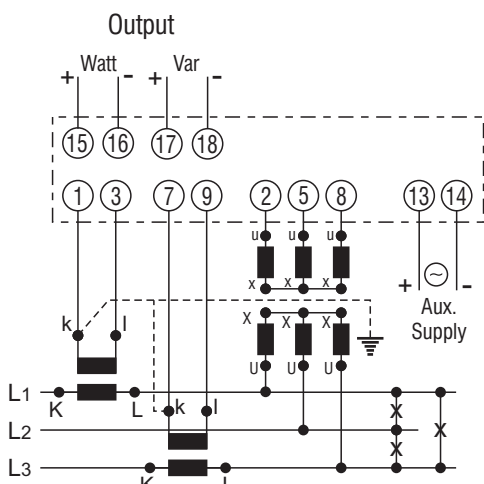 Output
Watt Var
+ - + -
15 16 17 18
1 3 7 9 2 5 8 13 14
u u u
x x x
+ ~ -
Aux.
Supply
X X X
k l
U U U
L1
K L k l x x
L2
x
L3
K L